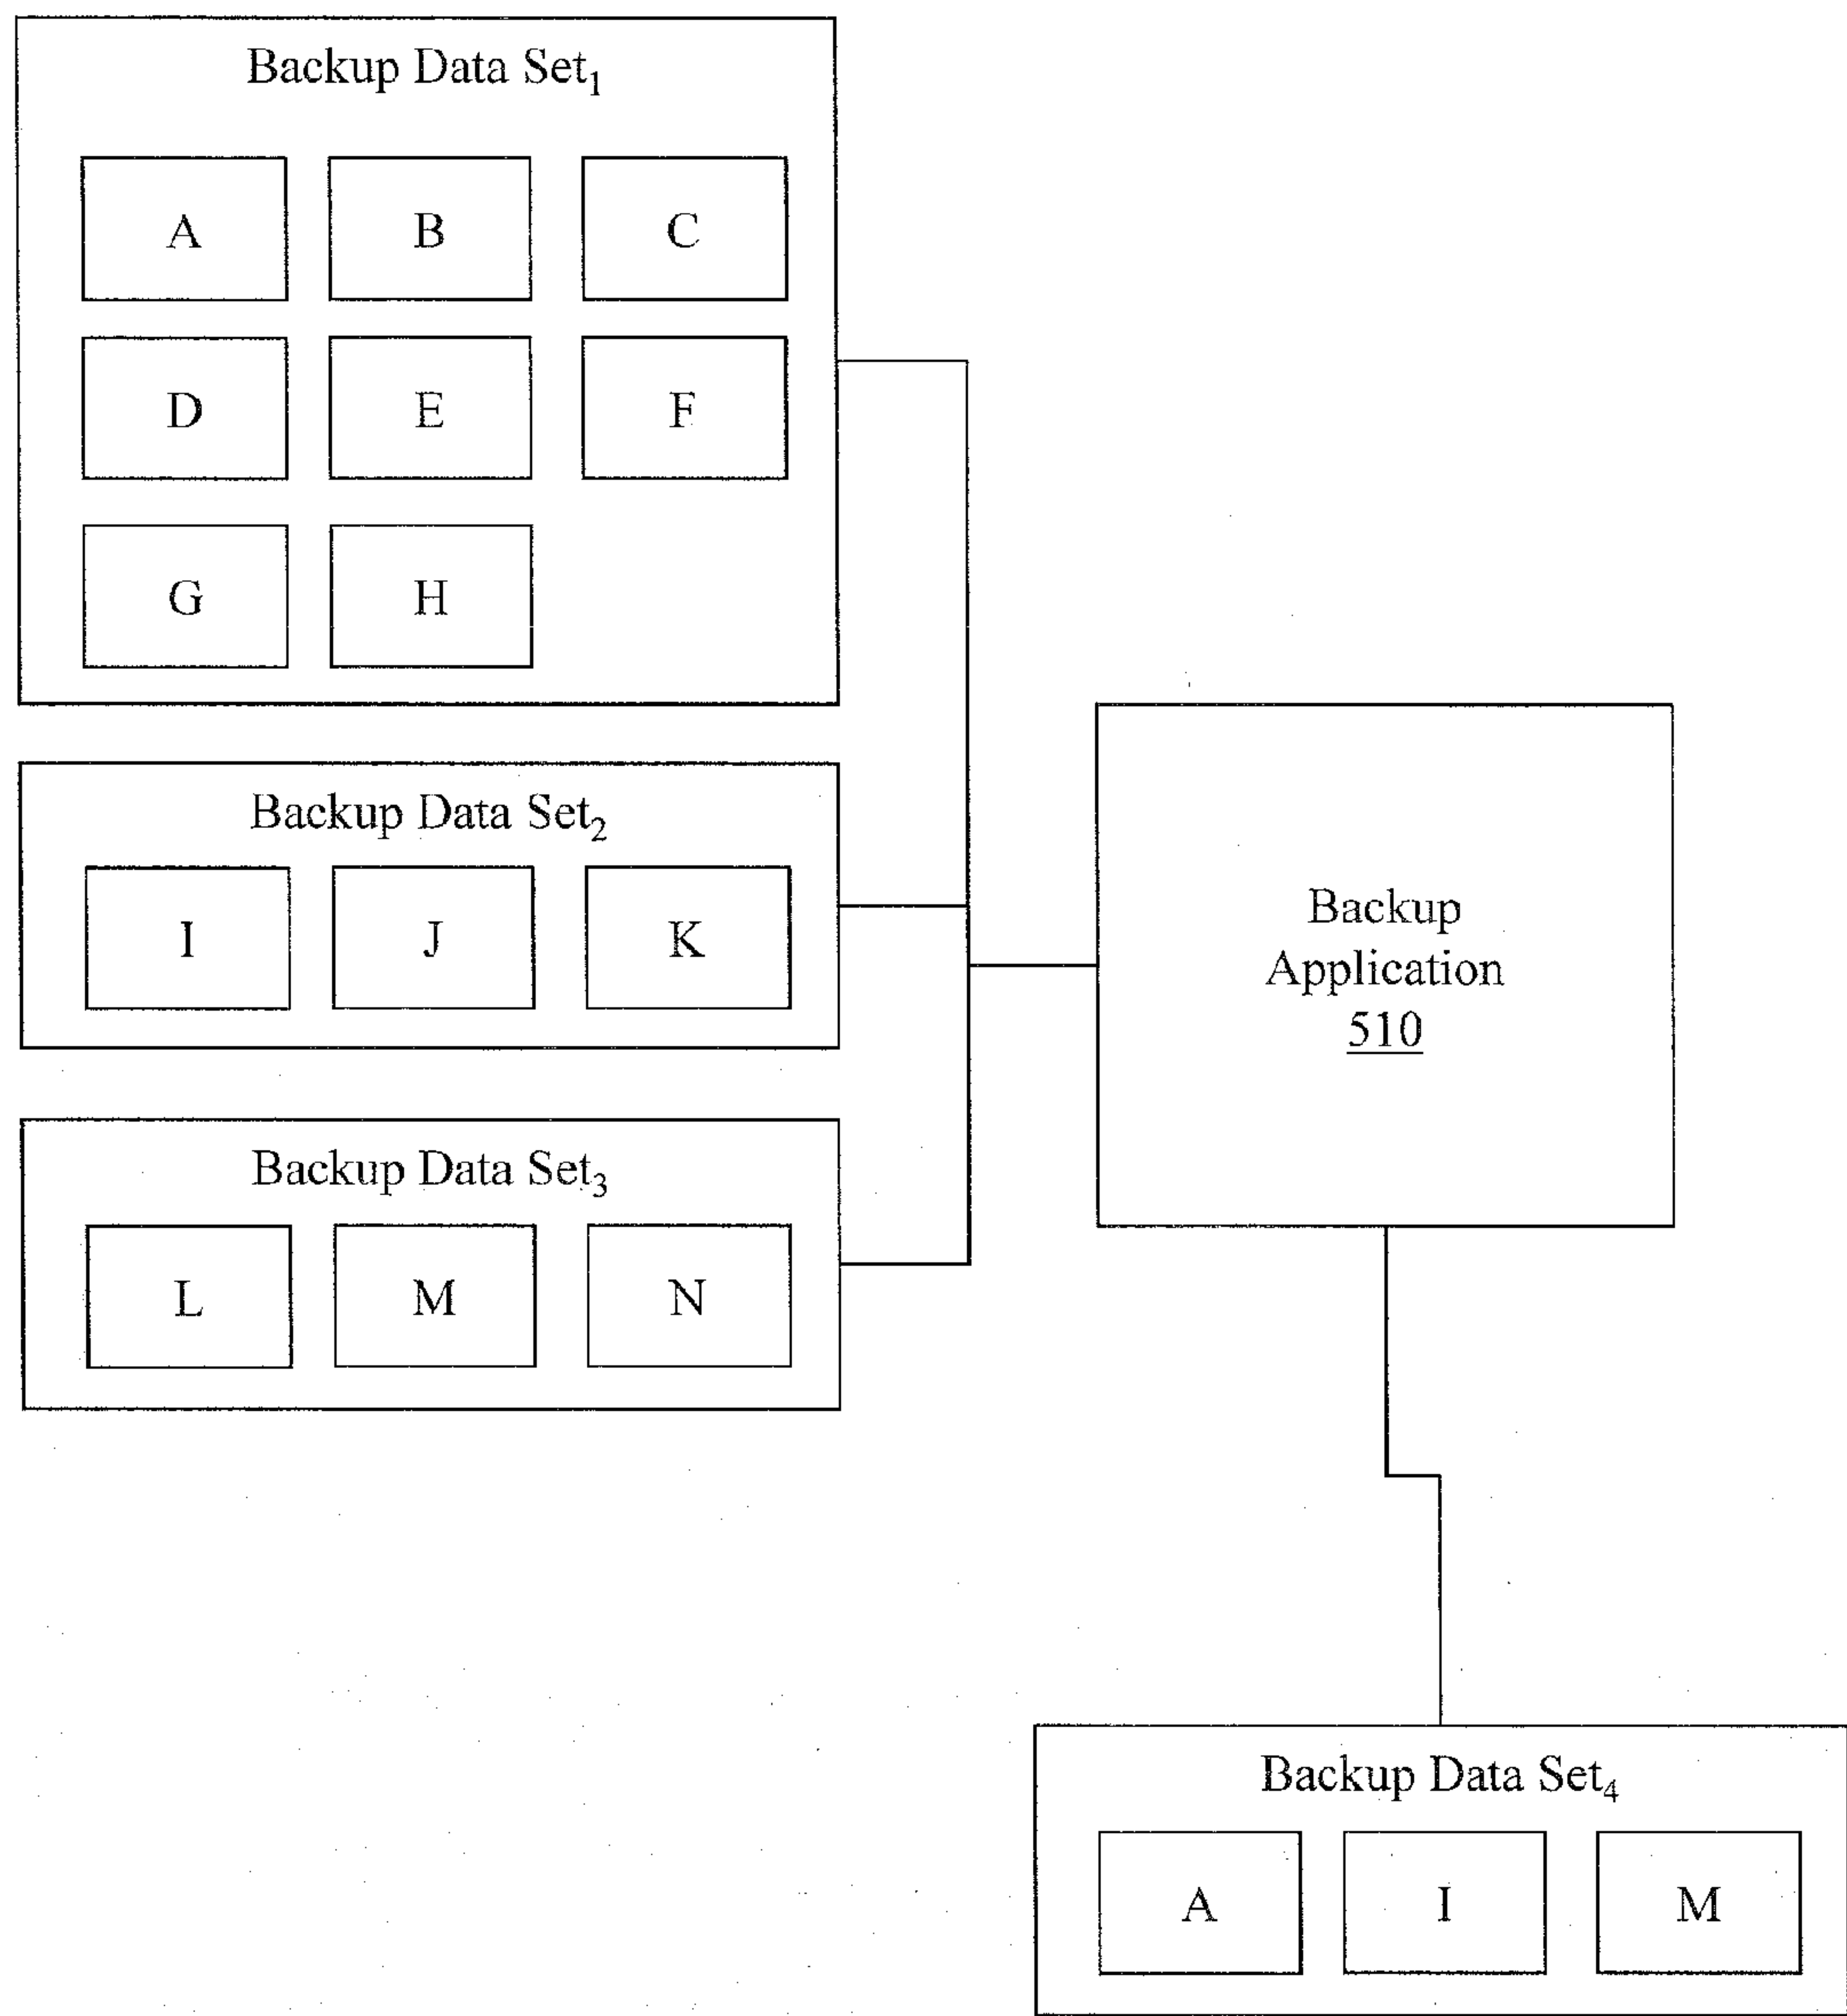 Backup Data Set₁
A B C
D E F
G H
Backup Data Set₂
I J K
Backup Data Set₃
L M N
Backup
Application
510
Backup Data Set₄
A I M